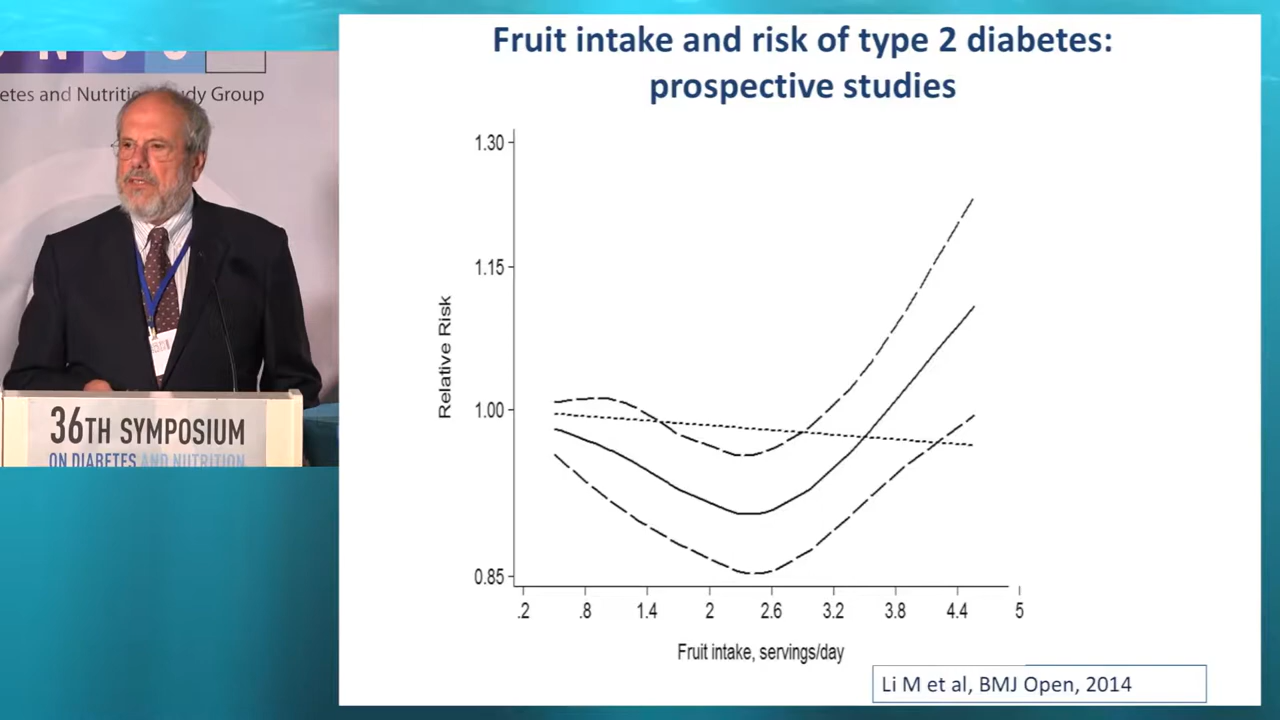 Fruit intake and risk of type 2 diabetes:
prospective studies
etes and Nutrition Study Group
36TH SYMPOSIUM
ON DIABETES AND NUTRITION
1.30
1.15
1.00
0.85
Relative Risk
.2 .8 1.4 2 2.6 3.2 3.8 4.4 5
Fruit intake, servings/day
Li M et al, BMJ Open, 2014